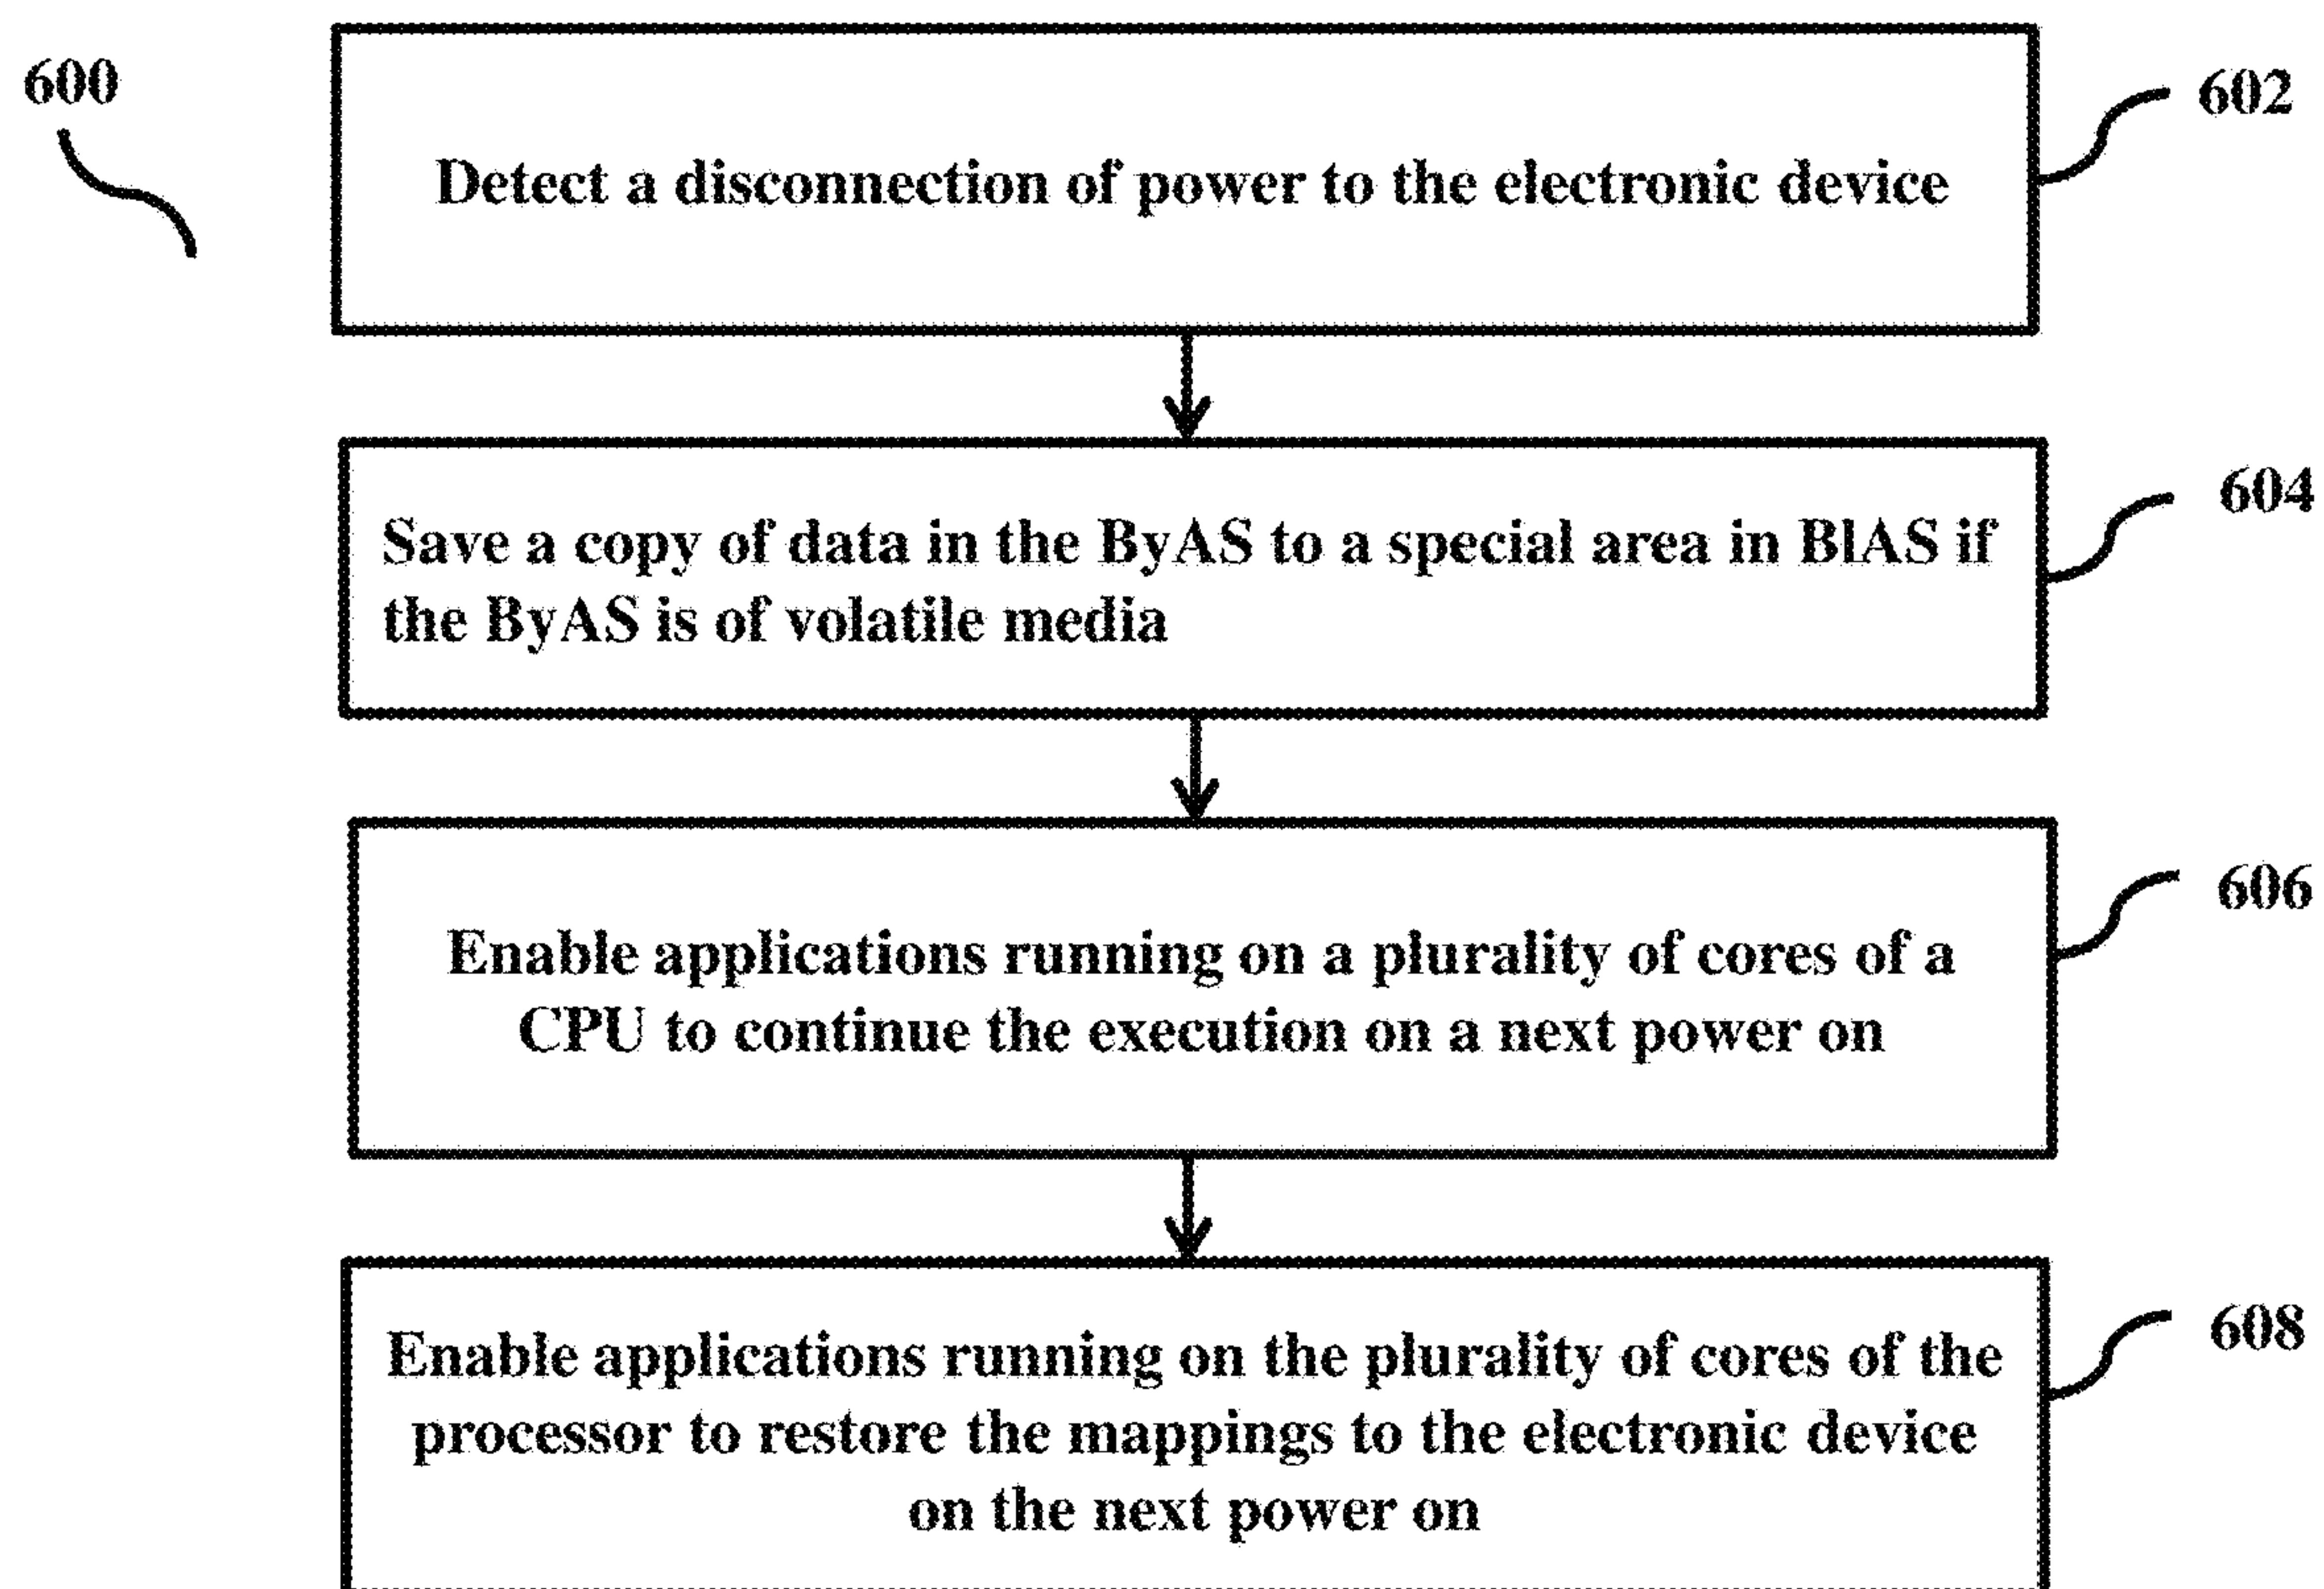 600
602
Detect a disconnection of power to the electronic device
604
Save a copy of data in the ByAS to a special area in BlAS if
the ByAS is of volatile media
606
Enable applications running on a plurality of cores of a
CPU to continue the execution on a next power on
608
Enable applications running on the plurality of cores of the
processor to restore the mappings to the electronic device
on the next power on